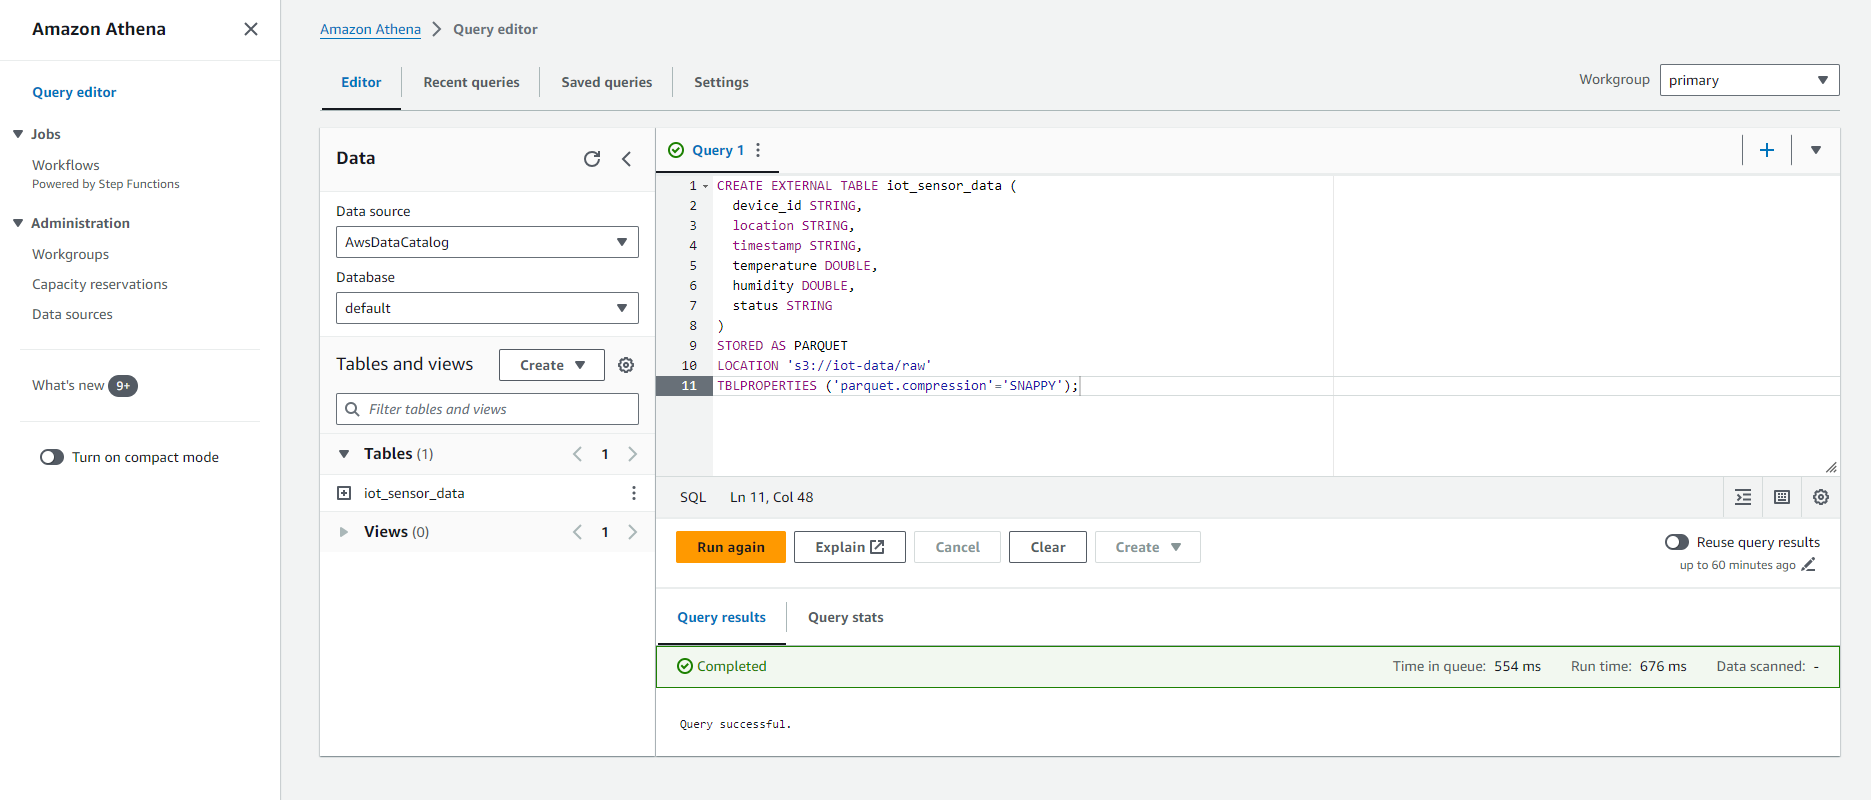 Amazon Athena
Query editor
Jobs
Workflows
Powered by Step Functions
Administration
Workgroups
Capacity reservations
Data sources
What's new 9+
Turn on compact mode
Amazon Athena Query editor
Editor Recent queries Saved queries Settings
Workgroup primary
Data
Data source
AwsDataCatalog
Database
default
Tables and views Create
Filter tables and views
Tables (1) 1
iot_sensor_data
Views (0) 1
Query 1
1 CREATE EXTERNAL TABLE iot_sensor_data (
2 device_id STRING,
3 location STRING,
4 timestamp STRING,
5 temperature DOUBLE,
6 humidity DOUBLE,
7 status STRING
8 )
9 STORED AS PARQUET
10 LOCATION 's3://iot-data/raw'
11 TBLPROPERTIES ('parquet.compression'='SNAPPY');
SQL Ln 11, Col 48
Run again Explain Cancel Clear Create
Reuse query results
up to 60 minutes ago
Query results Query stats
Completed Time in queue: 554 ms Run time: 676 ms Data scanned: -
Query successful.